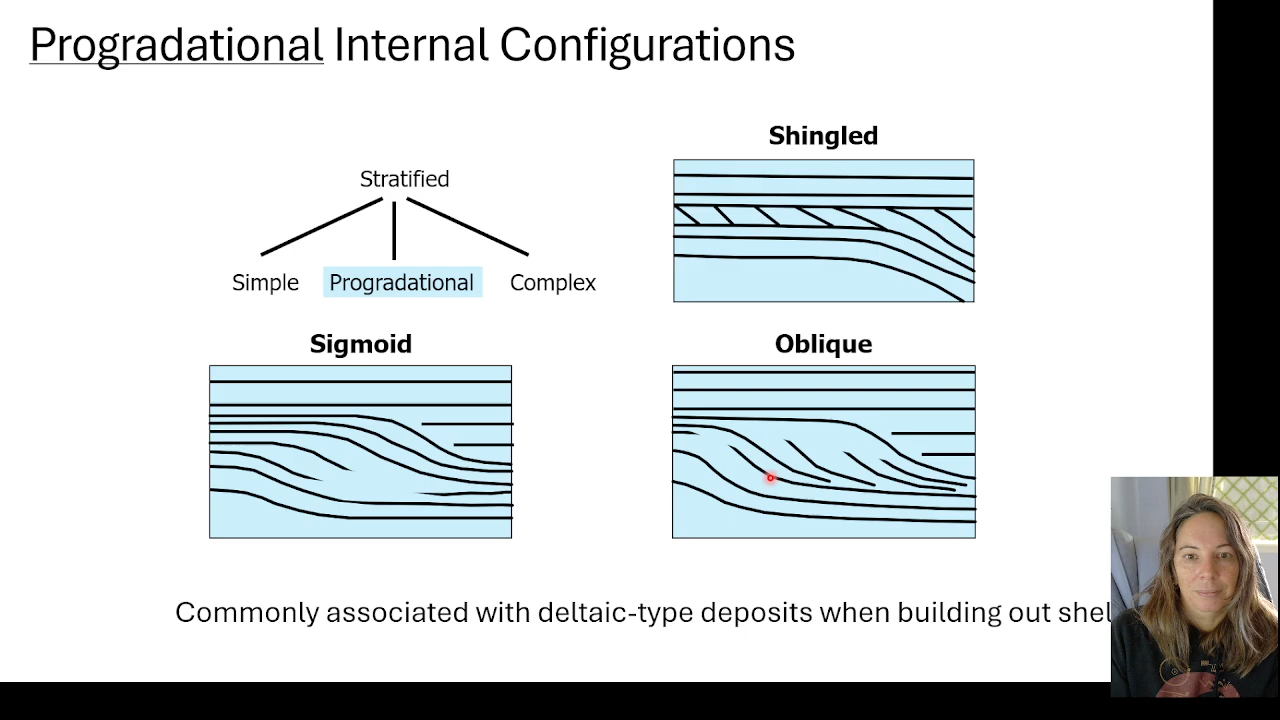 Progradational Internal Configurations
Shingled
Stratified
Simple Progradational Complex
Sigmoid
Oblique
Commonly associated with deltaic-type deposits when building out shel